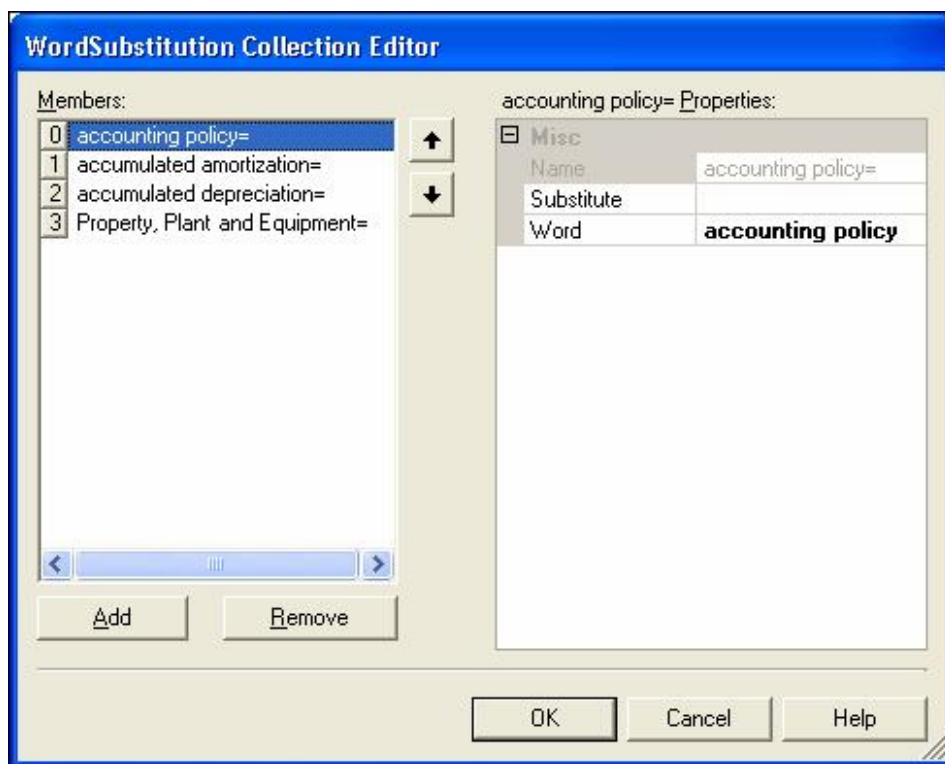 WordSubstitution Collection Editor
Members:
0 accounting policy=
1 accumulated amortization=
2 accumulated depreciation=
3 Property, Plant and Equipment=
Add Remove
accounting policy= Properties:
Misc
Name accounting policy=
Substitute
Word accounting policy
OK Cancel Help